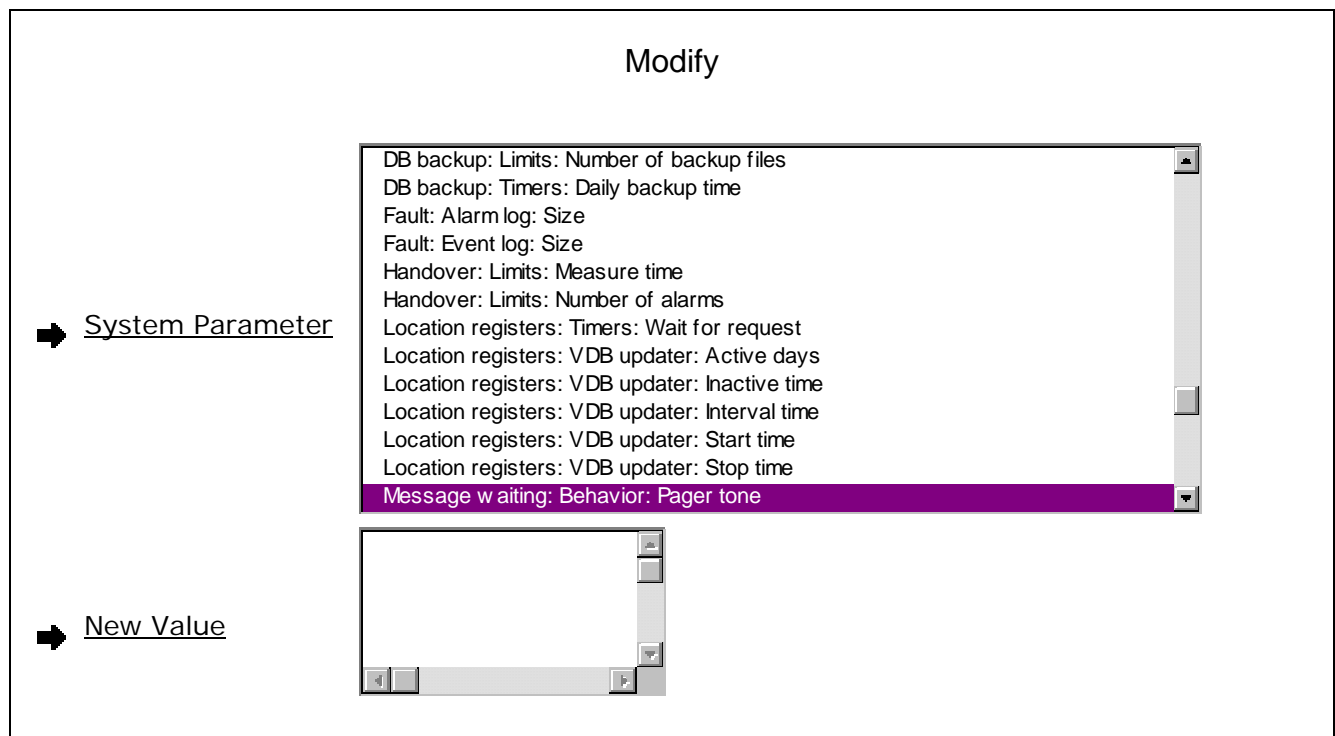 Modify
DB backup: Limits: Number of backup files
DB backup: Timers: Daily backup time
Fault: Alarm log: Size
Fault: Event log: Size
Handover: Limits: Measure time
Handover: Limits: Number of alarms
System Parameter
Location registers: Timers: Wait for request
Location registers: VDB updater: Active days
Location registers: VDB updater: Inactive time
Location registers: VDB updater: Interval time
Location registers: VDB updater: Start time
Location registers: VDB updater: Stop time
Message waiting: Behavior: Pager tone
New Value